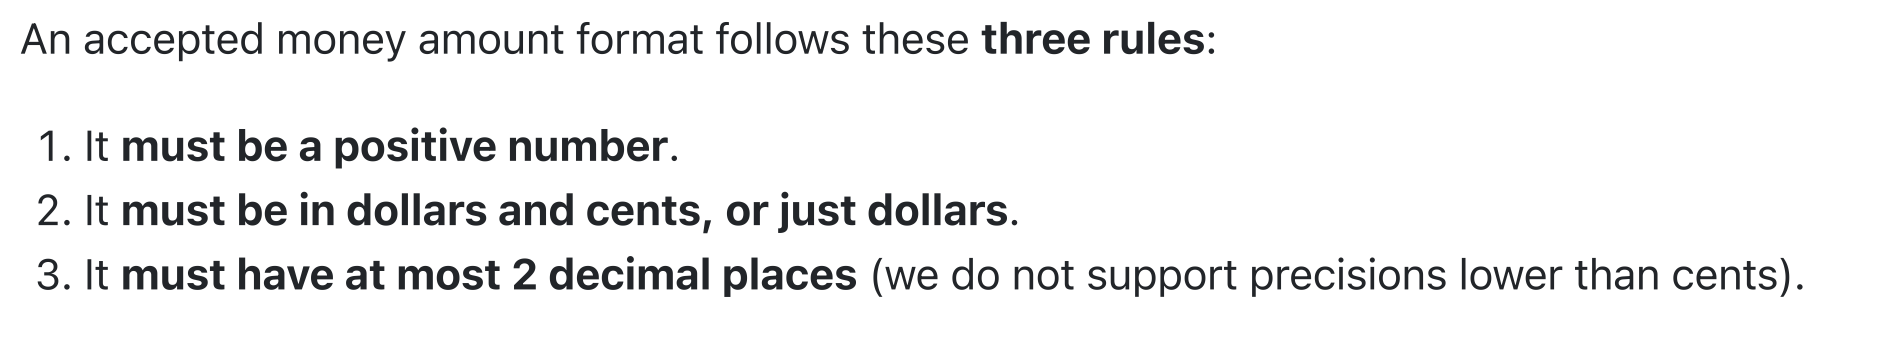 An accepted money amount format follows these three rules:
1. It must be a positive number.
2. It must be in dollars and cents, or just dollars.
3. It must have at most 2 decimal places (we do not support precisions lower than cents).